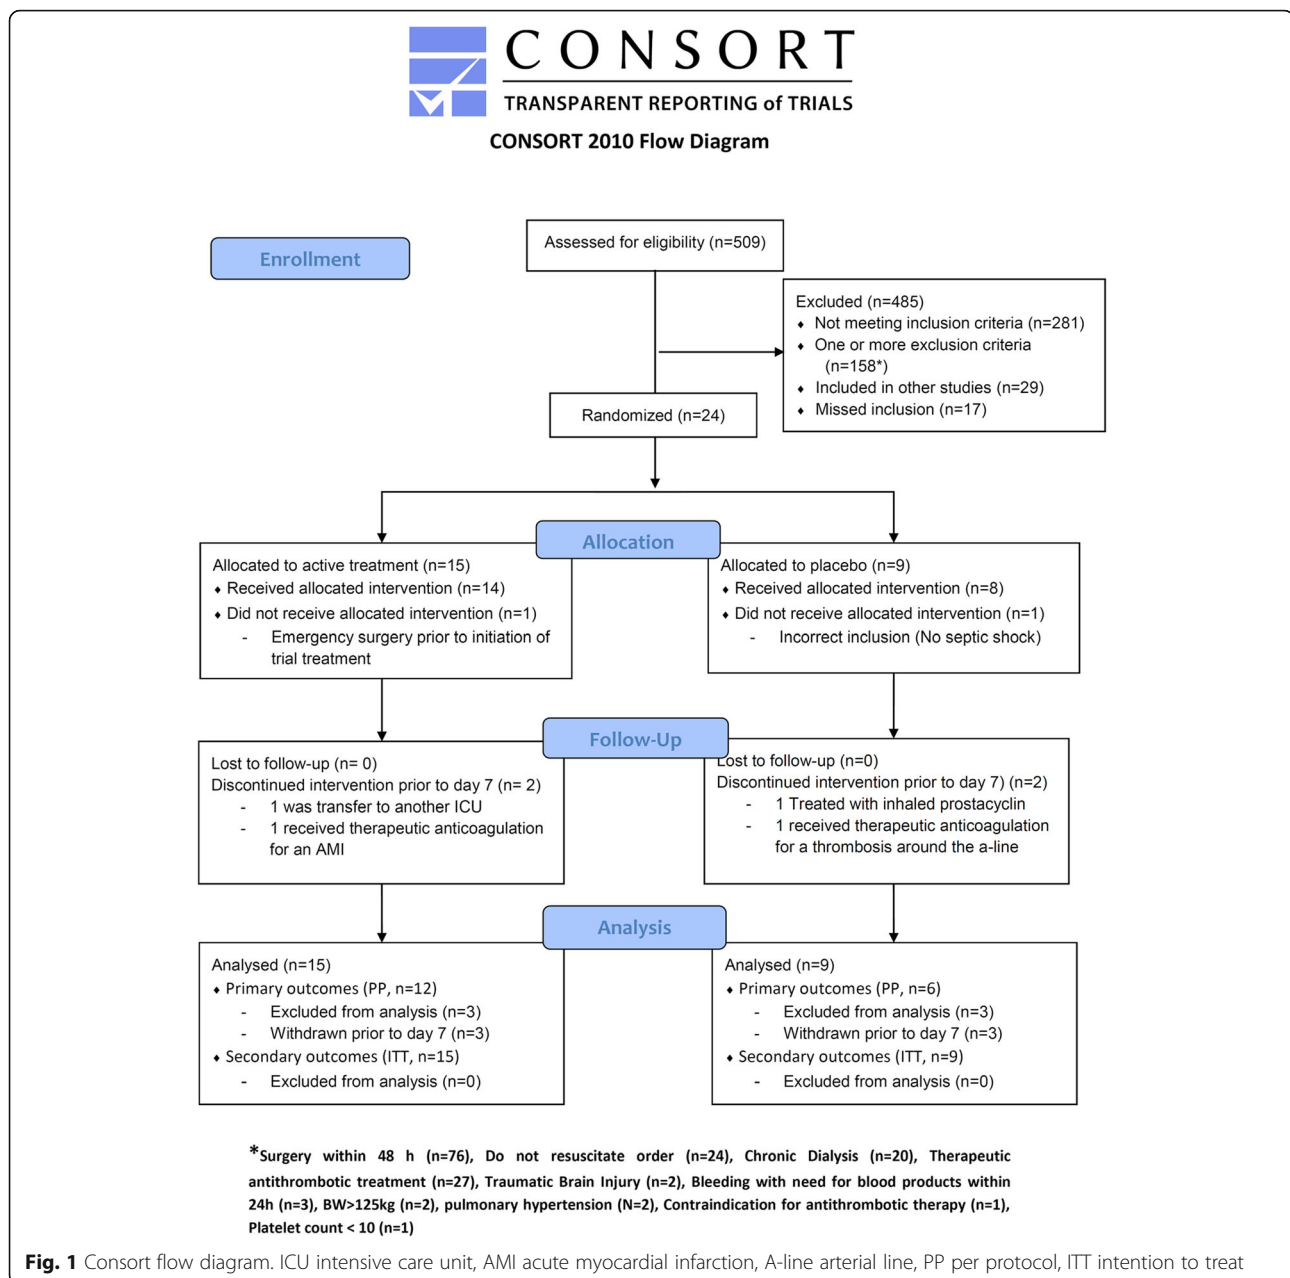 CONSORT
TRANSPARENT REPORTING of TRIALS
CONSORT 2010 Flow Diagram
Enrollment
Assessed for eligibility (n=509)
Excluded (n=485)
♦ Not meeting inclusion criteria (n=281)
♦ One or more exclusion criteria
(n=158*)
♦ Included in other studies (n=29)
♦ Missed inclusion (n=17)
Randomized (n=24)
Allocation
Allocated to active treatment (n=15)
♦ Received allocated intervention (n=14)
♦ Did not receive allocated intervention (n=1)
- Emergency surgery prior to initiation of
trial treatment
Allocated to placebo (n=9)
♦ Received allocated intervention (n=8)
♦ Did not receive allocated intervention (n=1)
- Incorrect inclusion (No septic shock)
Follow-Up
Lost to follow-up (n= 0)
Discontinued intervention prior to day 7 (n= 2)
- 1 was transfer to another ICU
- 1 received therapeutic anticoagulation
for an AMI
Lost to follow-up (n=0)
Discontinued intervention prior to day 7) (n=2)
- 1 Treated with inhaled prostacyclin
- 1 received therapeutic anticoagulation
for a thrombosis around the a-line
Analysis
Analysed (n=15)
♦ Primary outcomes (PP, n=12)
- Excluded from analysis (n=3)
- Withdrawn prior to day 7 (n=3)
♦ Secondary outcomes (ITT, n=15)
- Excluded from analysis (n=0)
Analysed (n=9)
♦ Primary outcomes (PP, n=6)
- Excluded from analysis (n=3)
- Withdrawn prior to day 7 (n=3)
♦ Secondary outcomes (ITT, n=9)
- Excluded from analysis (n=0)
*Surgery within 48 h (n=76), Do not resuscitate order (n=24), Chronic Dialysis (n=20), Therapeutic
antithrombotic treatment (n=27), Traumatic Brain Injury (n=2), Bleeding with need for blood products within
24h (n=3), BW>125kg (n=2), pulmonary hypertension (N=2), Contraindication for antithrombotic therapy (n=1),
Platelet count < 10 (n=1)
Fig. 1 Consort flow diagram. ICU intensive care unit, AMI acute myocardial infarction, A-line arterial line, PP per protocol, ITT intention to treat